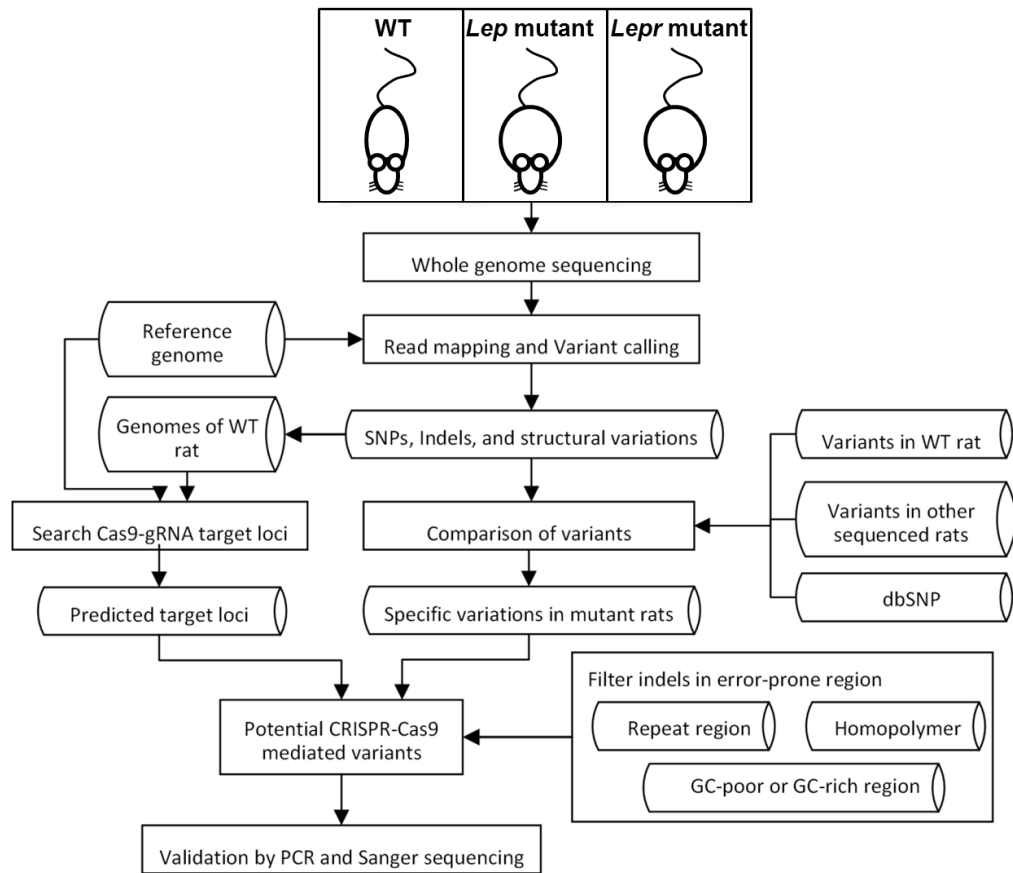 WT
Lep mutant
Lepr mutant
Whole genome sequencing
Reference
genome
Read mapping and Variant calling
Genomes of WT
rat
SNPs, Indels, and structural variations
Variants in WT rat
Search Cas9-gRNA target loci
Comparison of variants
Variants in other
sequenced rats
dbSNP
Predicted target loci
Specific variations in mutant rats
Filter indels in error-prone region
Repeat region
Homopolymer
GC-poor or GC-rich region
Potential CRISPR-Cas9
mediated variants
Validation by PCR and Sanger sequencing